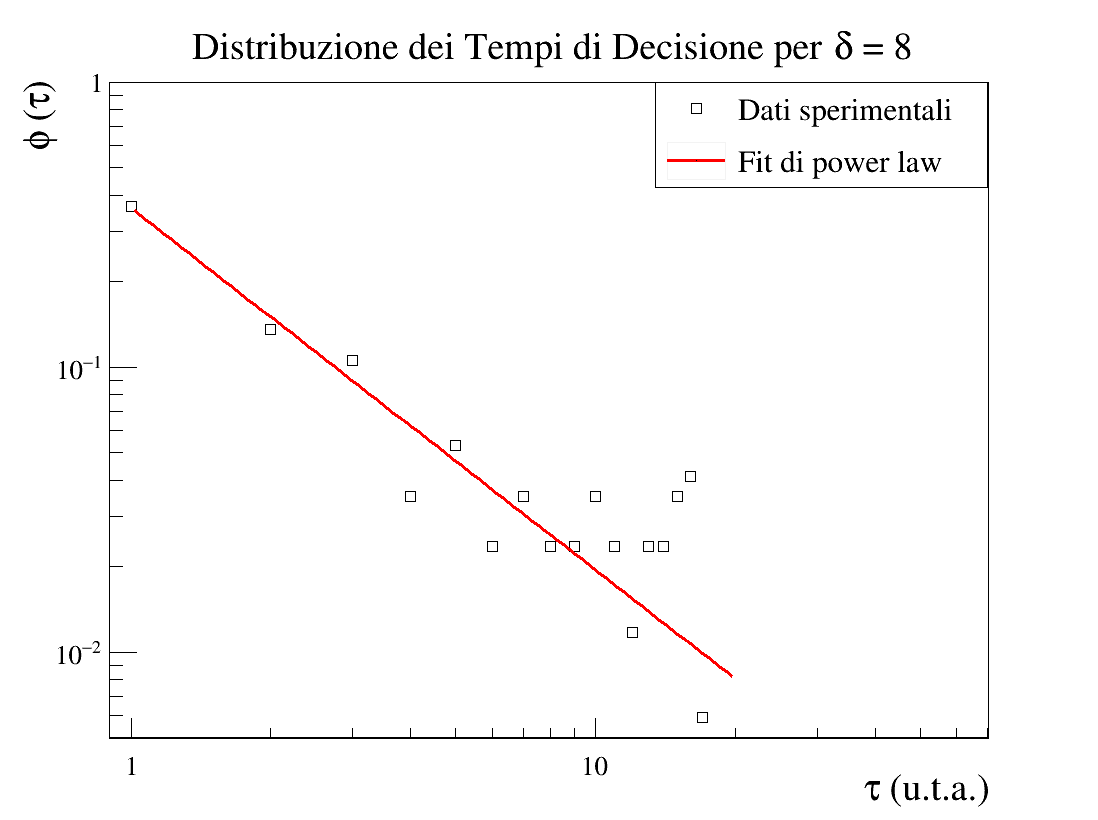 Distribuzione dei Tempi di Decisione per δ = 8
ϕ (τ)
Dati sperimentali
Fit di power law
1
10⁻¹
10⁻²
1
10
τ (u.t.a.)